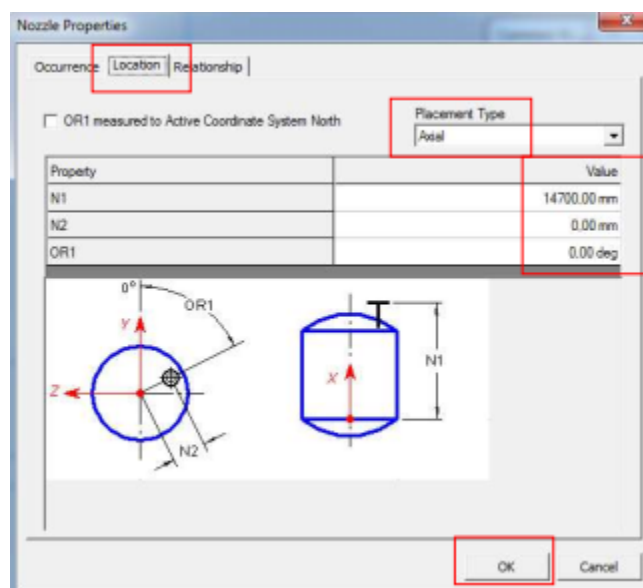 Nozzle Properties
Occurrence Location Relationship
OR1 measured to Active Coordinate System North
Placement Type
Axial
Property Value
N1 14700.00 mm
N2 0.00 mm
OR1 0.00 deg
0°
OR1
Y
Z
N2
X
N1
OK Cancel